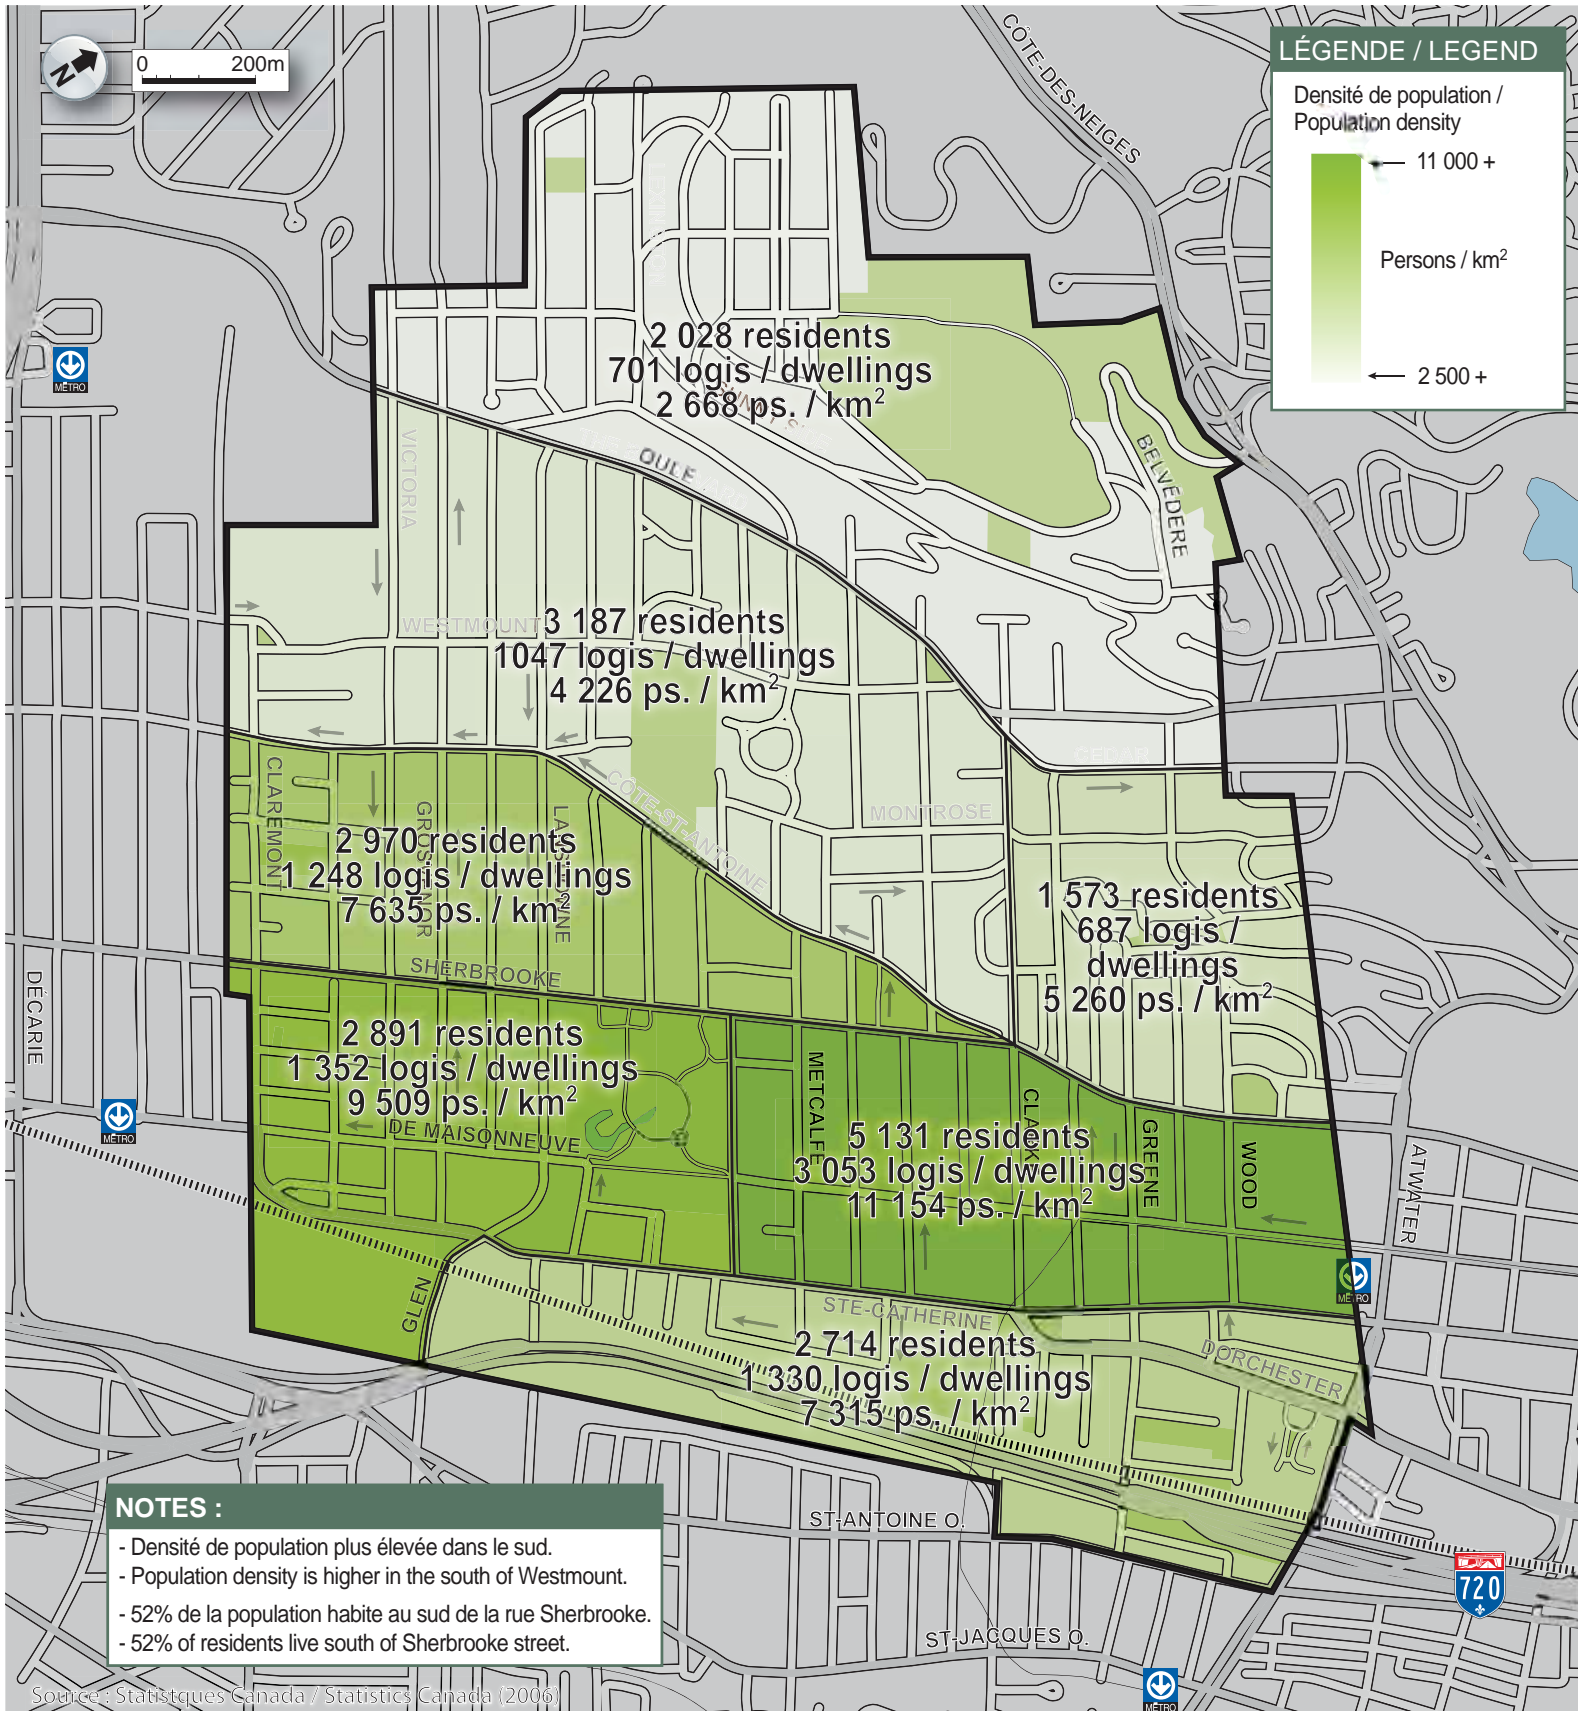 N
0 200m
CÔTE-DES-NEIGES
LÉGENDE / LEGEND
Densité de population /
Population density
11 000 +
Persons / km²
2 500 +
LEXINGTON
MÉTRO
2 028 residents
701 logis / dwellings
2 668 ps. / km²
VICTORIA
BELVÉDÈRE
WESTMOUNT
3 187 residents
1047 logis / dwellings
4 226 ps. / km²
CEDAR
CÔTE-ST-ANTOINE
MONTROSE
CLAREMONT
GROSVENOR
LANSDOWNE
2 970 residents
1 248 logis / dwellings
7 635 ps. / km²
1 573 residents
687 logis /
dwellings
5 260 ps. / km²
SHERBROOKE
DÉCARIE
2 891 residents
1 352 logis / dwellings
9 509 ps. / km²
DE MAISONNEUVE
MÉTRO
METCALFE
CLARKE
GREENE
WOOD
ATWATER
5 131 residents
3 053 logis / dwellings
11 154 ps. / km²
MÉTRO
GLEN
STE-CATHERINE
DORCHESTER
2 714 residents
1 330 logis / dwellings
7 315 ps. / km²
ST-ANTOINE O.
720
ST-JACQUES O.
MÉTRO
NOTES :
- Densité de population plus élevée dans le sud.
- Population density is higher in the south of Westmount.
- 52% de la population habite au sud de la rue Sherbrooke.
- 52% of residents live south of Sherbrooke street.
Source : Statistques Canada / Statistics Canada (2006)